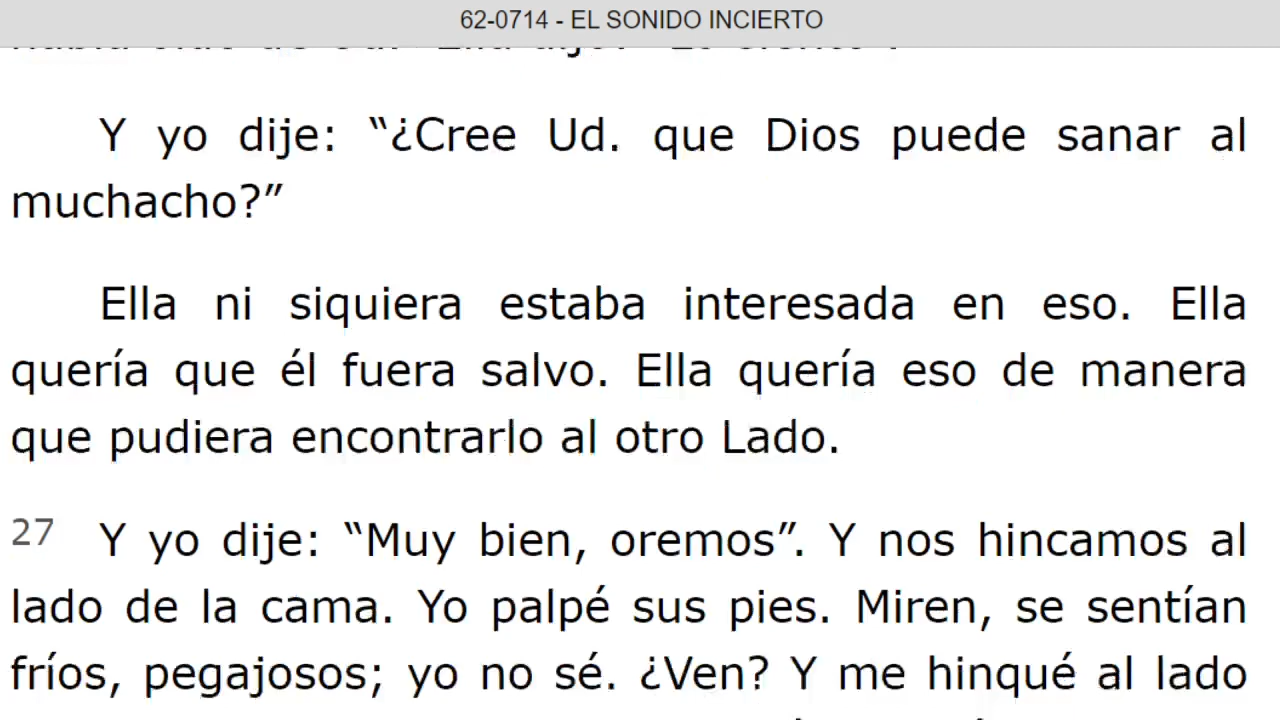 62-0714 - EL SONIDO INCIERTO
Y yo dije: “¿Cree Ud. que Dios puede sanar al
muchacho?”
Ella ni siquiera estaba interesada en eso. Ella
quería que él fuera salvo. Ella quería eso de manera
que pudiera encontrarlo al otro Lado.
27 Y yo dije: “Muy bien, oremos”. Y nos hincamos al
lado de la cama. Yo palpé sus pies. Miren, se sentían
fríos, pegajosos; yo no sé. ¿Ven? Y me hinqué al lado